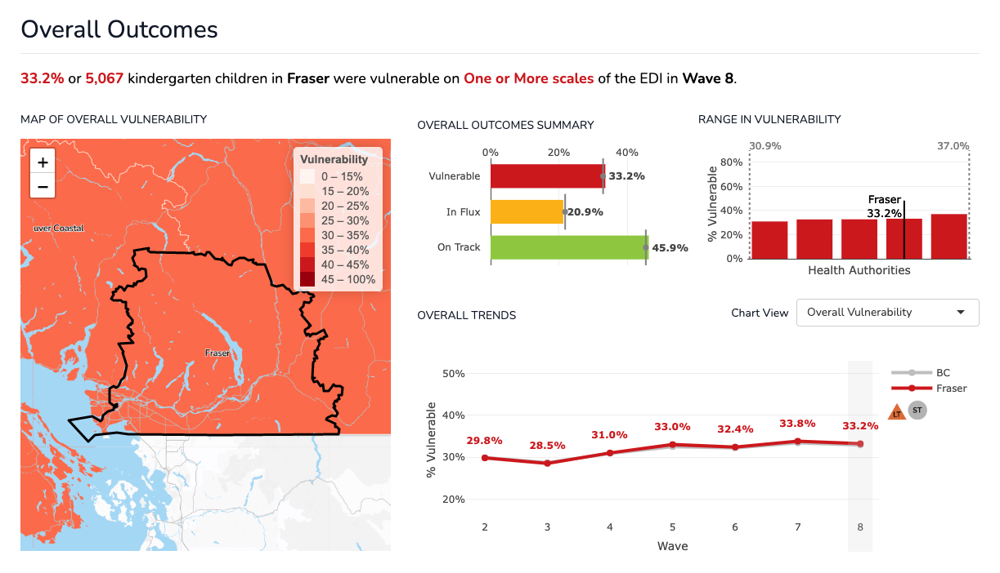 Overall Outcomes
33.2% or 5,067 kindergarten children in Fraser were vulnerable on One or More scales of the EDI in Wave 8.
MAP OF OVERALL VULNERABILITY
+
−
uver Coastal
Fraser
Vulnerability
0 – 15%
15 – 20%
20 – 25%
25 – 30%
30 – 35%
35 – 40%
40 – 45%
45 – 100%
OVERALL OUTCOMES SUMMARY
0% 20% 40%
Vulnerable 33.2%
In Flux 20.9%
On Track 45.9%
RANGE IN VULNERABILITY
30.9% 37.0%
% Vulnerable
80%
60%
40%
20%
0%
Fraser
33.2%
Health Authorities
OVERALL TRENDS
Chart View Overall Vulnerability
% Vulnerable
50%
40%
30%
20%
29.8% 28.5% 31.0% 33.0% 32.4% 33.8% 33.2%
2 3 4 5 6 7 8
Wave
BC
Fraser
LT ST